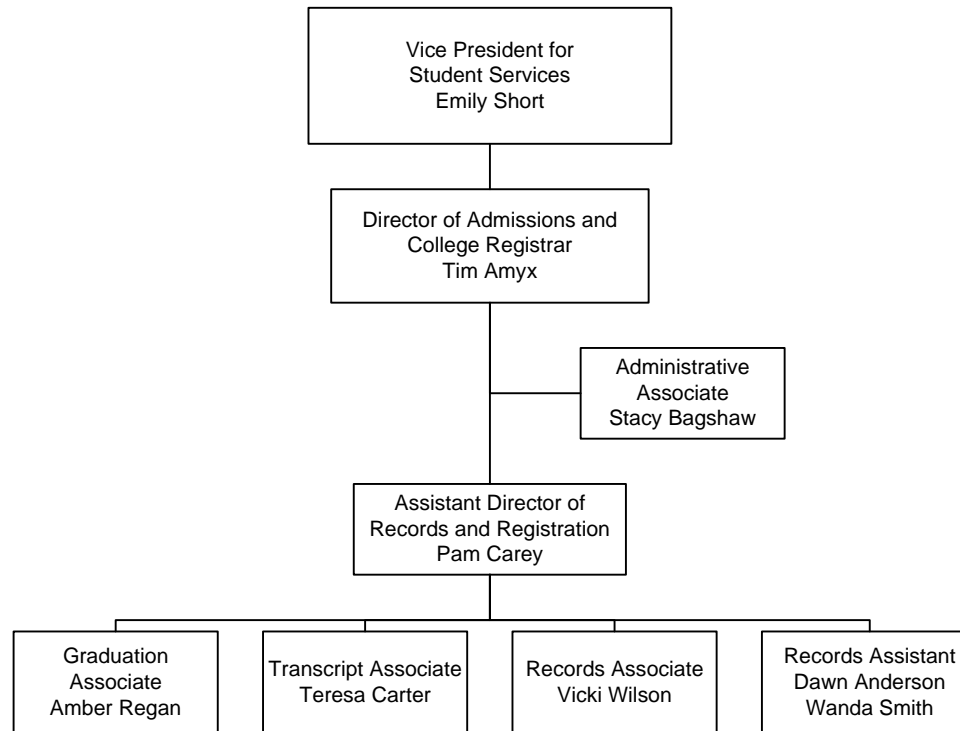 Vice President for
Student Services
Emily Short
Director of Admissions and
College Registrar
Tim Amyx
Administrative
Associate
Stacy Bagshaw
Assistant Director of
Records and Registration
Pam Carey
Graduation
Associate
Amber Regan
Transcript Associate
Teresa Carter
Records Associate
Vicki Wilson
Records Assistant
Dawn Anderson
Wanda Smith